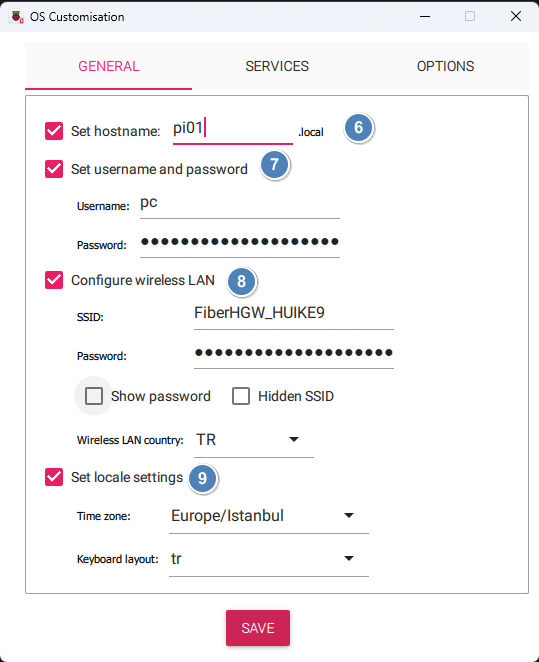 OS Customisation
GENERAL SERVICES OPTIONS
Set hostname: pi01 .local 6
Set username and password 7
Username: pc
Password: ●●●●●●●●●●●●●●●●●●●●
Configure wireless LAN 8
SSID: FiberHGW_HUIKE9
Password: ●●●●●●●●●●●●●●●●●●●●
Show password Hidden SSID
Wireless LAN country: TR
Set locale settings 9
Time zone: Europe/Istanbul
Keyboard layout: tr
SAVE